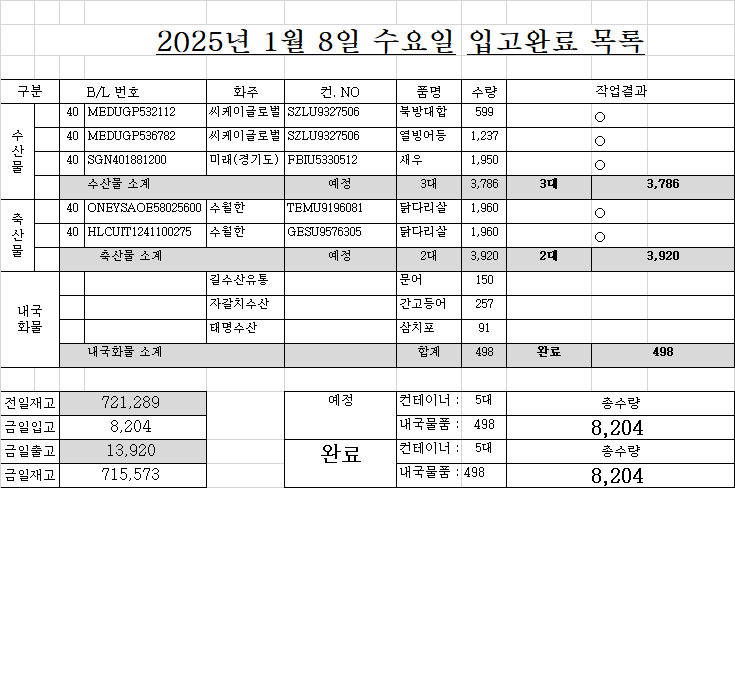 2025년 1월 8일 수요일 입고완료 목록
구분 B/L 번호 화주 컨. NO 품명 수량 작업결과
수산물
40 MEDUGP532112 씨케이글로벌 SZLU9327506 북방대합 599 ○
40 MEDUGP536782 씨케이글로벌 SZLU9327506 열빙어등 1,237 ○
40 SGN401881200 미래(경기도) FBIU5330512 새우 1,950 ○
수산물 소계 예정 3대 3,786 3대 3,786
축산물
40 ONEYSAOE58025600 수월한 TEMU9196081 닭다리살 1,960 ○
40 HLCUIT1241100275 수월한 GESU9576305 닭다리살 1,960 ○
축산물 소계 예정 2대 3,920 2대 3,920
내국
화물
길수산유통 문어 150
자갈치수산 간고등어 257
태명수산 삼치포 91
내국화물 소계 합계 498 완료 498
전일재고 721,289 예정 컨테이너 : 5대 총수량
금일입고 8,204 내국물품 : 498 8,204
금일출고 13,920 완료 컨테이너 : 5대 총수량
금일재고 715,573 내국물품 : 498 8,204